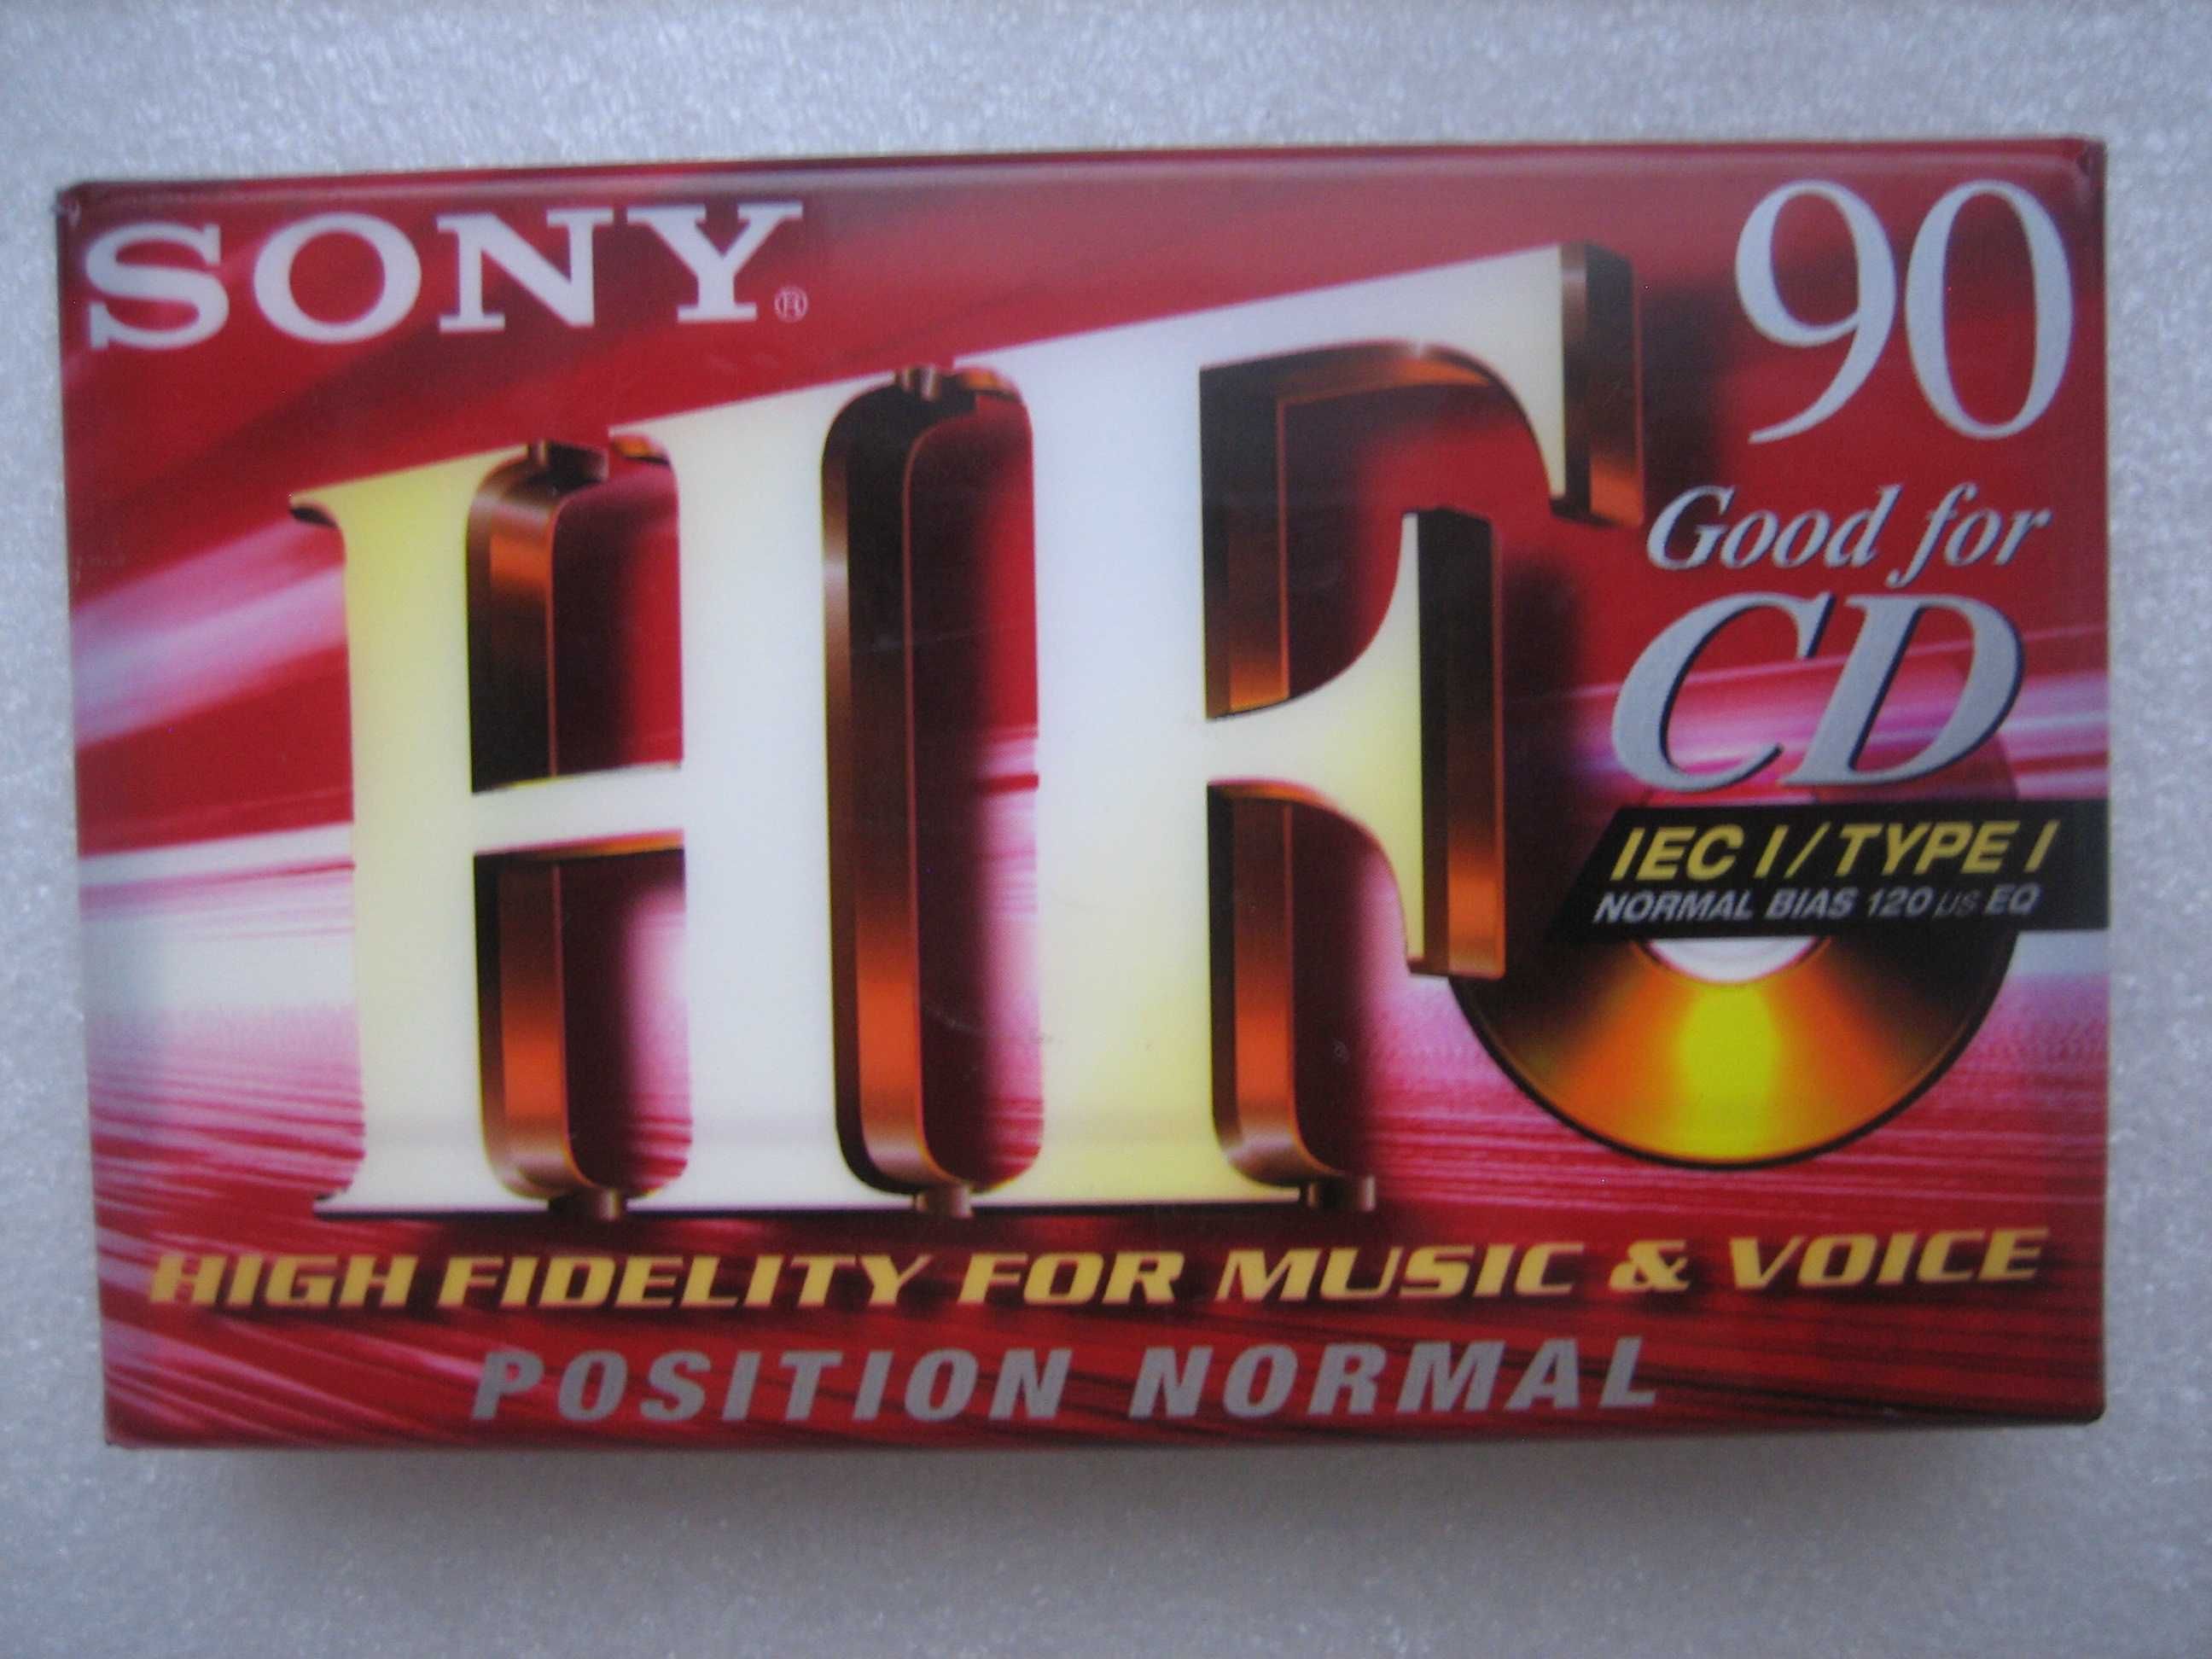 SONY®
90
HF
Good for
CD
IEC I / TYPE I
NORMAL BIAS 120 µs EQ
HIGH FIDELITY FOR MUSIC & VOICE
POSITION NORMAL